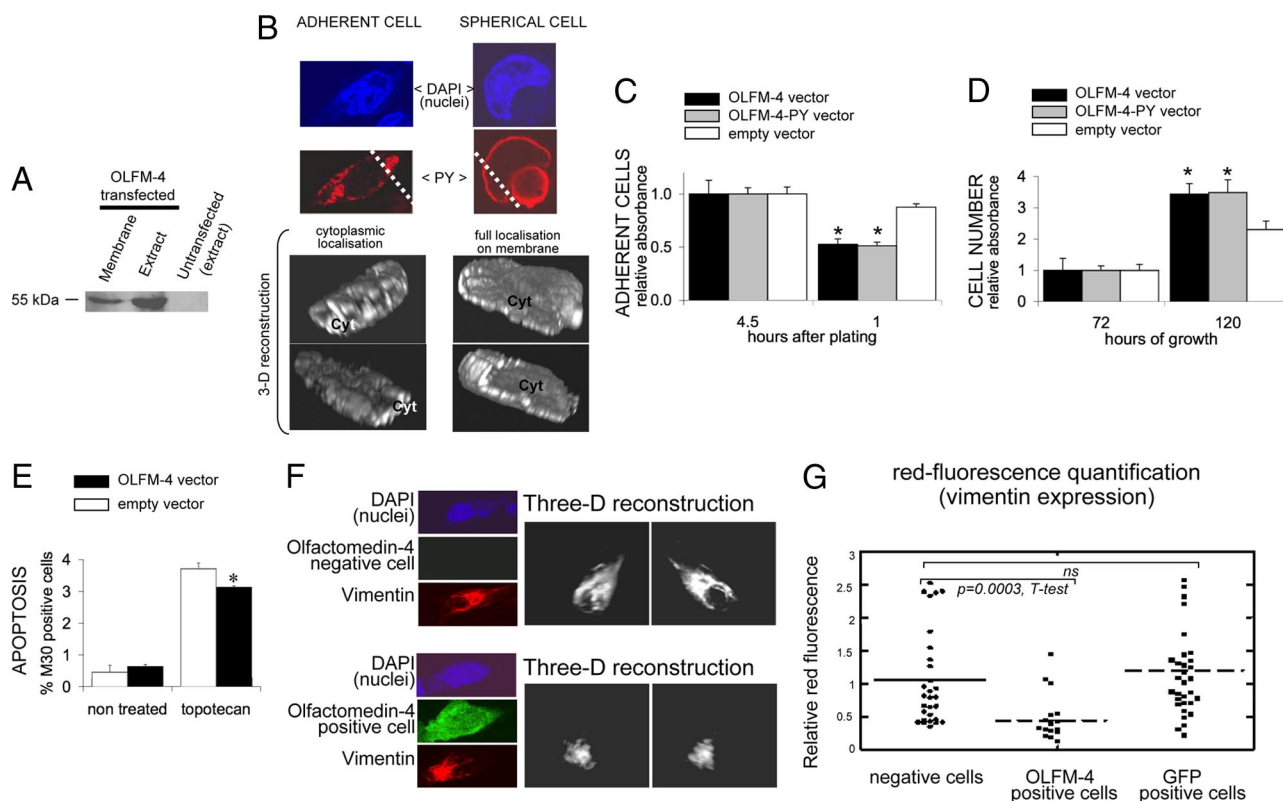 A
OLFM-4
transfected
Membrane
Extract
Untransfected
(extract)
55 kDa
B
ADHERENT CELL
SPHERICAL CELL
< DAPI >
(nuclei)
< PY >
cytoplasmic
localisation
full localisation
on membrane
3-D reconstruction
Cyt
Cyt
Cyt
Cyt
C
OLFM-4 vector
OLFM-4-PY vector
empty vector
ADHERENT CELLS
relative absorbance
1.0
0.5
0.0
* *
4.5
1
hours after plating
D
OLFM-4 vector
OLFM-4-PY vector
empty vector
CELL NUMBER
relative absorbance
4
3
2
1
0
* *
72
120
hours of growth
E
OLFM-4 vector
empty vector
APOPTOSIS
% M30 positive cells
4
3
2
1
0
*
non treated
topotecan
F
DAPI
(nuclei)
Olfactomedin-4
negative cell
Vimentin
Three-D reconstruction
DAPI
(nuclei)
Olfactomedin-4
positive cell
Vimentin
Three-D reconstruction
G
red-fluorescence quantification
(vimentin expression)
Relative red fluorescence
3
2.5
2
1.5
1
0.5
0
ns
p=0.0003, T-test
negative cells
OLFM-4
positive cells
GFP
positive cells